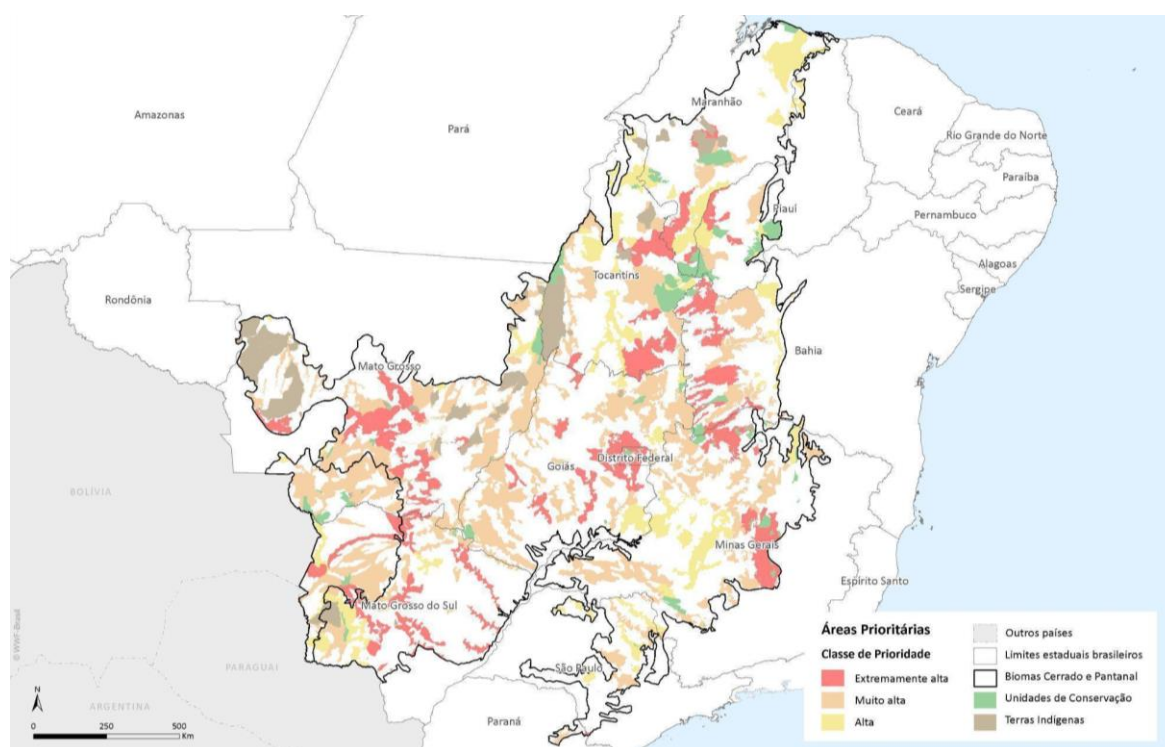 Amazonas
Pará
Maranhão
Ceará
Rio Grande do Norte
Paraíba
Pernambuco
Piauí
Alagoas
Sergipe
Tocantins
Rondônia
Bahia
Mato Grosso
Goiás
Distrito Federal
BOLÍVIA
Minas Gerais
Espírito Santo
Mato Grosso do Sul
São Paulo
PARAGUAI
ARGENTINA
Paraná
© WWF-Brasil
N
0 250 500
Km
Áreas Prioritárias
Classe de Prioridade
Extremamente alta
Muito alta
Alta
Outros países
Limites estaduais brasileiros
Biomas Cerrado e Pantanal
Unidades de Conservação
Terras Indígenas